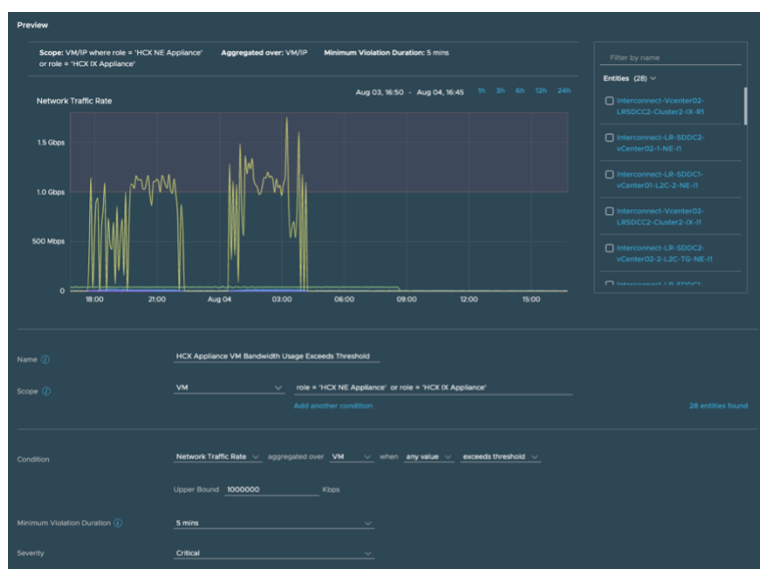 Preview
Scope: VM/IP where role = 'HCX NE Appliance' Aggregated over: VM/IP Minimum Violation Duration: 5 mins
or role = 'HCX IX Appliance'
Filter by name
Entities (28)
Aug 03, 16:50 - Aug 04, 16:45 1h 3h 6h 12h 24h
Network Traffic Rate
1.5 Gbps
1.0 Gbps
500 Mbps
0
18:00 21:00 Aug 04 03:00 06:00 09:00 12:00 15:00
Interconnect-Vcenter02-
LRSDCC2-Cluster2-IX-R1
Interconnect-LR-SDDC2-
vCenter02-1-NE-I1
Interconnect-LR-SDDC1-
vCenter01-L2C-2-NE-I1
Interconnect-Vcenter02-
LRSDCC2-Cluster2-IX-I1
Interconnect-LR-SDDC2-
vCenter02-2-L2C-TG-NE-I1
Interconnect-LR-SDDC1-
Name
HCX Appliance VM Bandwidth Usage Exceeds Threshold
Scope
VM role = 'HCX NE Appliance' or role = 'HCX IX Appliance'
Add another condition 28 entities found
Condition
Network Traffic Rate aggregated over VM when any value exceeds threshold
Upper Bound 1000000 Kbps
Minimum Violation Duration 5 mins
Severity Critical